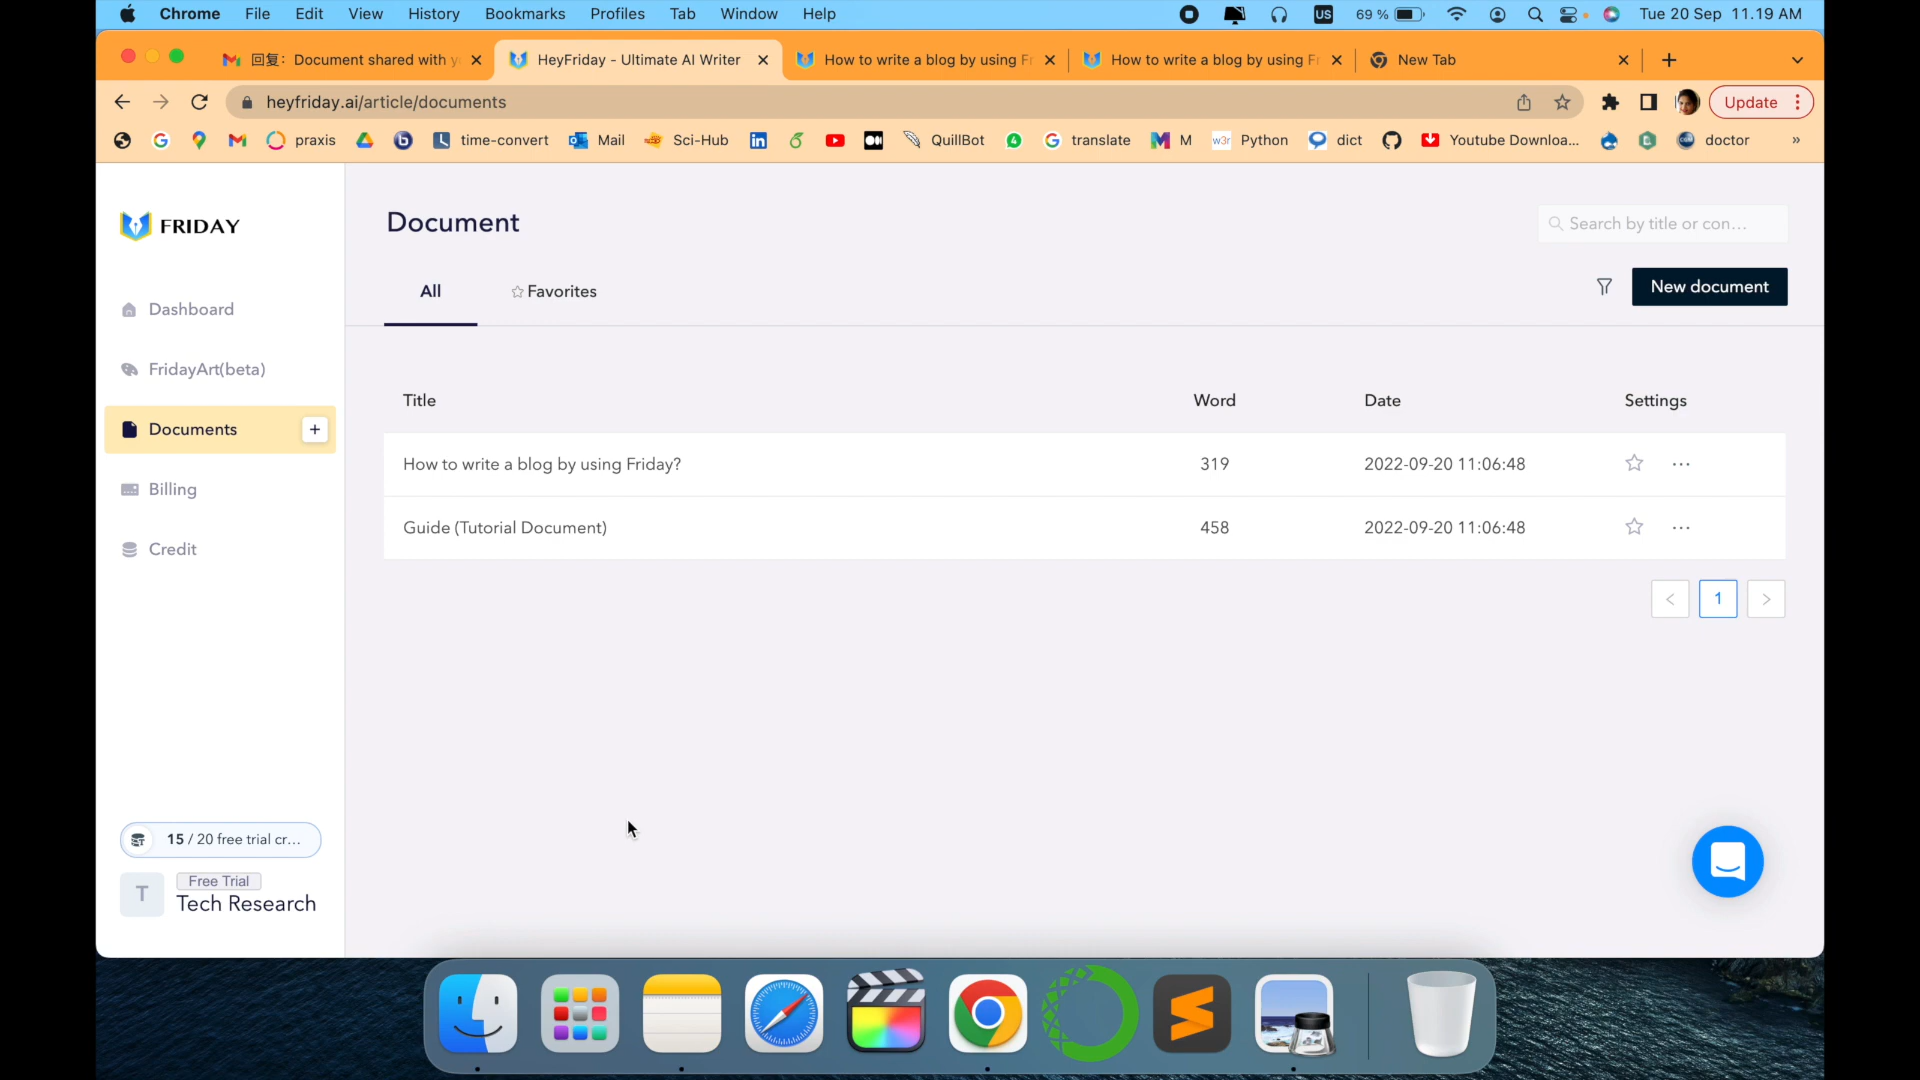 Chrome File Edit View History Bookmarks Profiles Tab Window Help US 69 % Tue 20 Sep 11.19 AM
回复: Document shared with y HeyFriday - Ultimate AI Writer How to write a blog by using Fr How to write a blog by using Fr New Tab
heyfriday.ai/article/documents Update
praxis time-convert Mail Sci-Hub QuillBot translate M Python dict Youtube Downloa... doctor »
FRIDAY
Document
Search by title or con...
All Favorites
New document
Dashboard
FridayArt(beta)
Documents +
Billing
Credit
Title Word Date Settings
How to write a blog by using Friday? 319 2022-09-20 11:06:48
Guide (Tutorial Document) 458 2022-09-20 11:06:48
< 1 >
15 / 20 free trial cr...
T
Free Trial
Tech Research